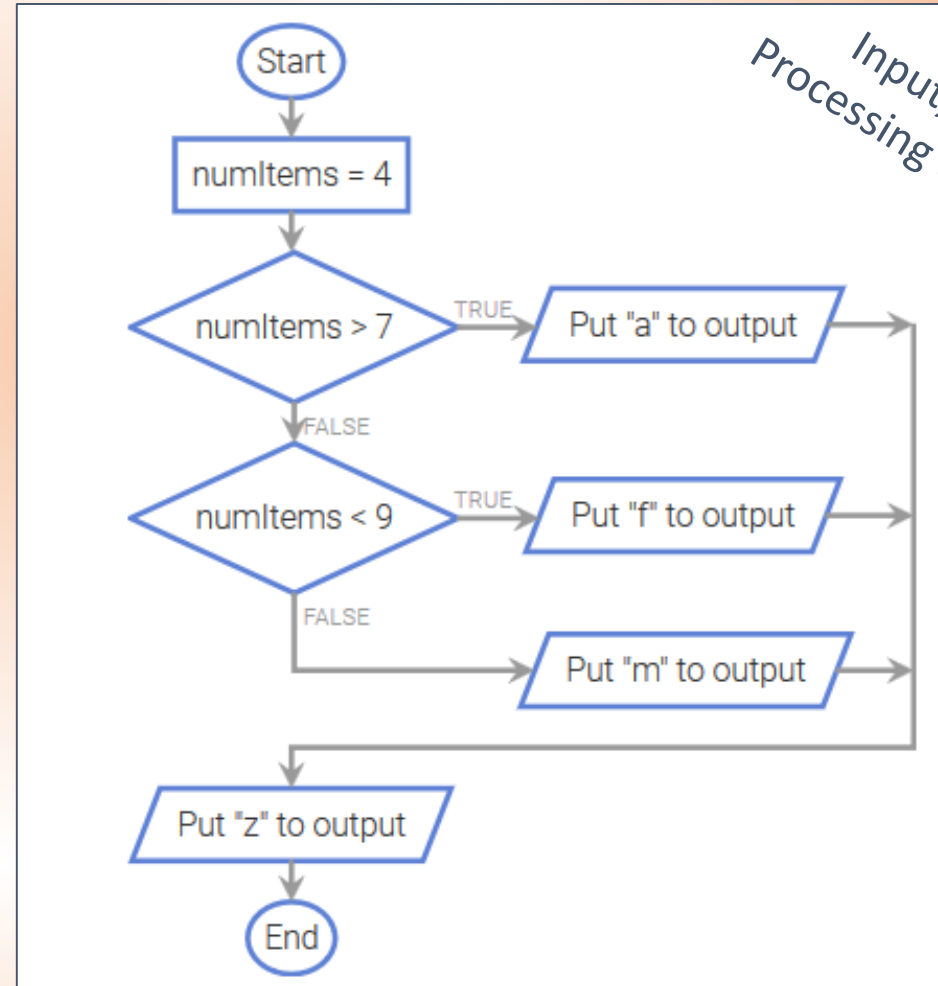 Input,
Processing
Start
numItems = 4
numItems > 7
TRUE
Put "a" to output
FALSE
numItems < 9
TRUE
Put "f" to output
FALSE
Put "m" to output
Put "z" to output
End